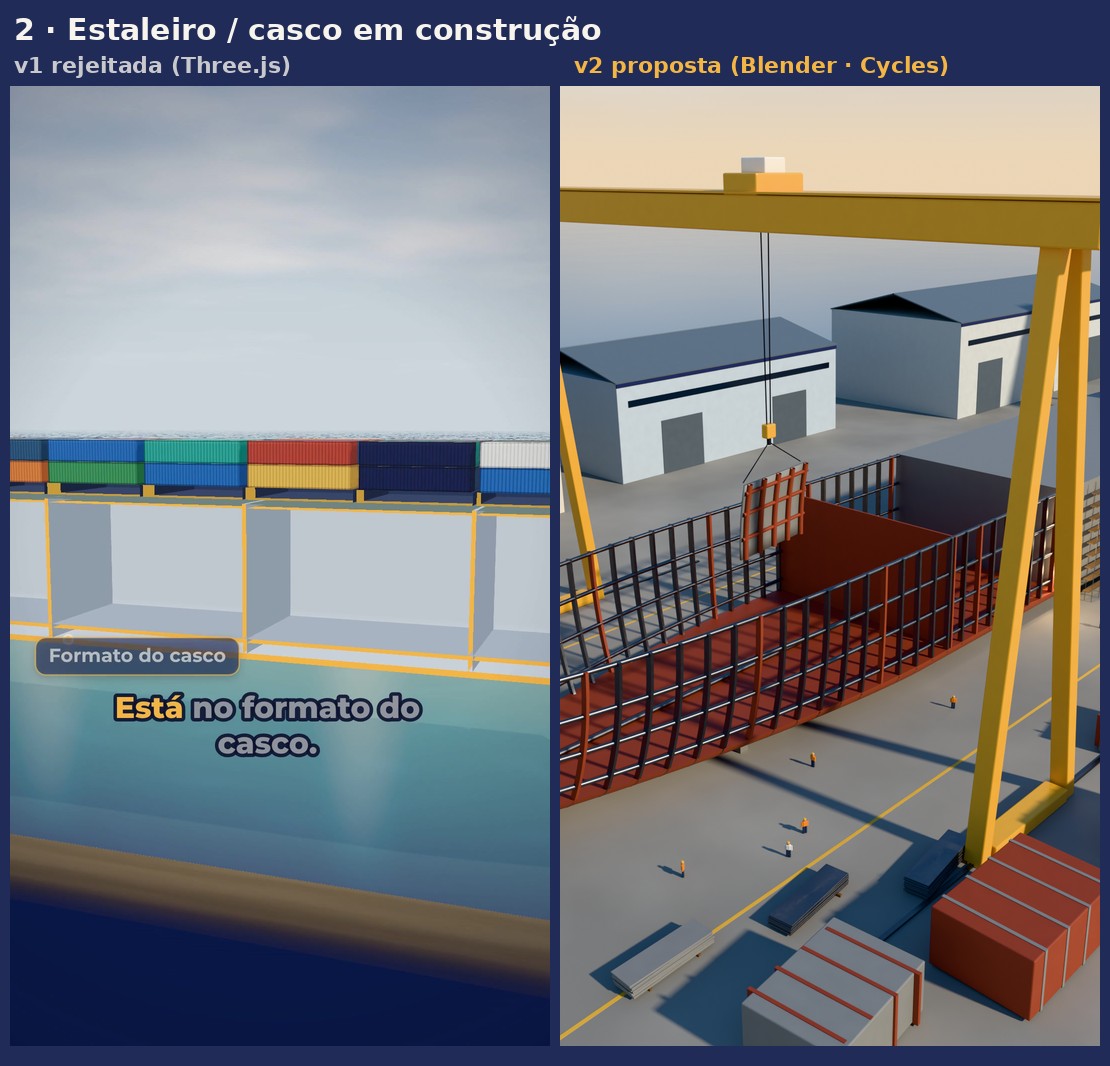 2 · Estaleiro / casco em construção
v1 rejeitada (Three.js)
v2 proposta (Blender · Cycles)
Formato do casco
Está no formato do
casco.